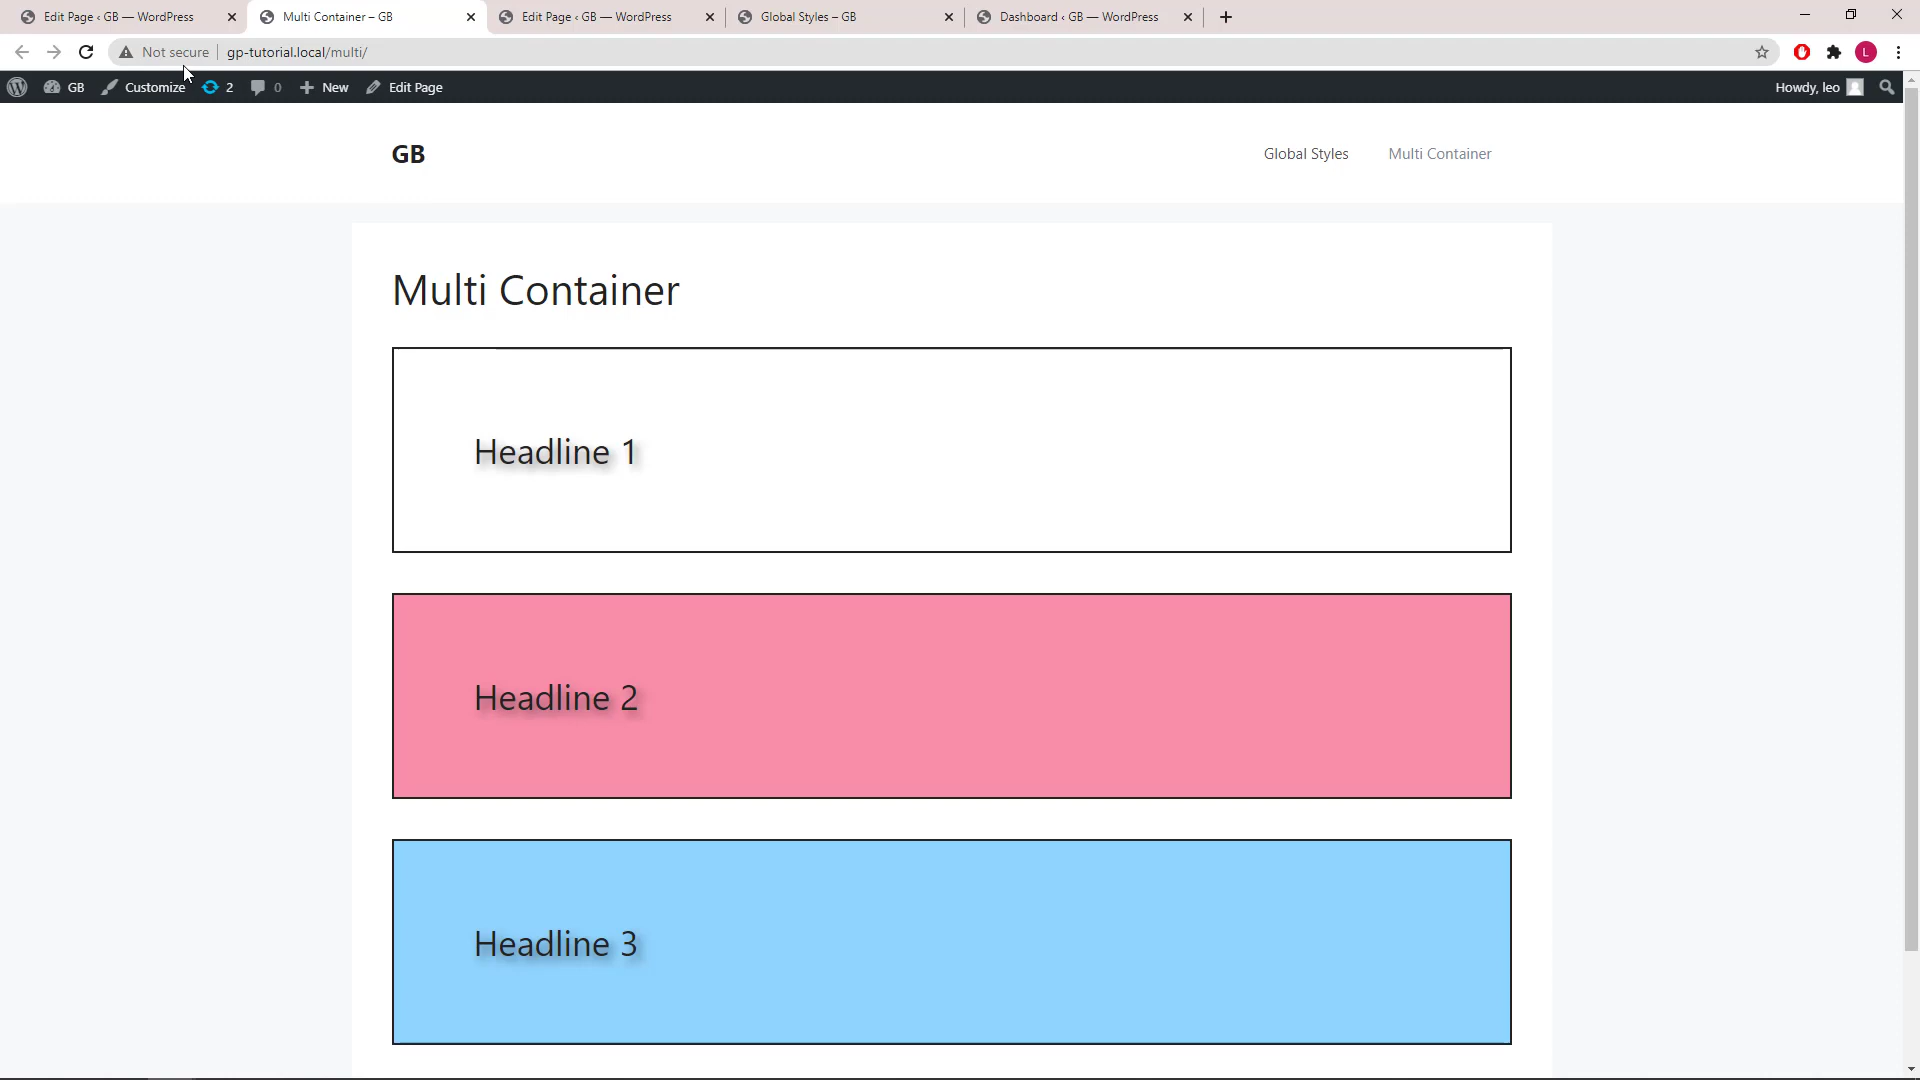 Edit Page ‹ GB — WordPress
Multi Container – GB
Edit Page ‹ GB — WordPress
Global Styles – GB
Dashboard ‹ GB — WordPress
Not secure
gp-tutorial.local/multi/
L
GB
Customize
2
0
New
Edit Page
Howdy, leo
GB
Global Styles
Multi Container
Multi Container
Headline 1
Headline 2
Headline 3